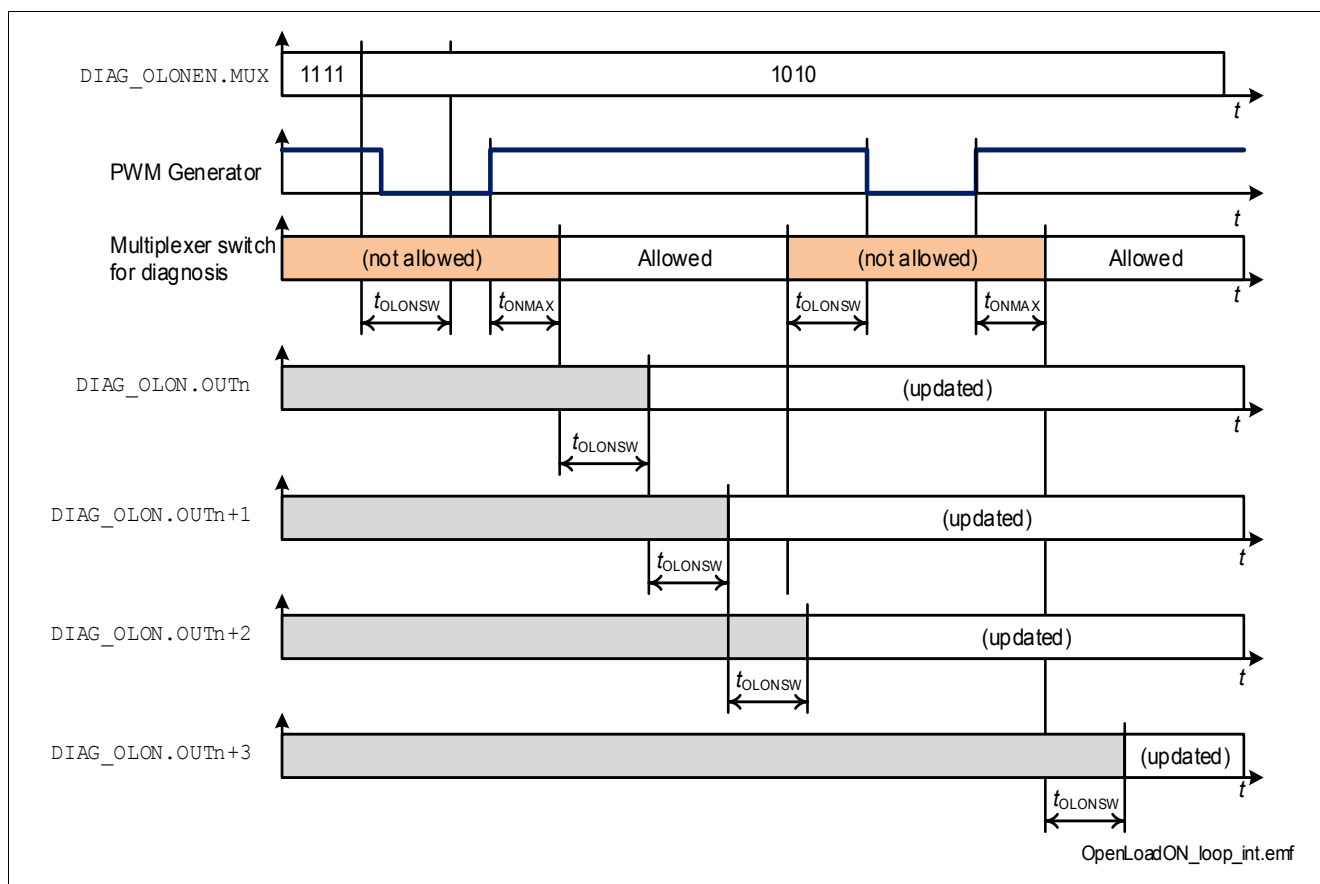 DIAG_OLONEN.MUX
1111
1010
t
PWM Generator
t
Multiplexer switch
for diagnosis
(not allowed)
Allowed
(not allowed)
Allowed
t
tOLONSW
tONMAX
tOLONSW
tONMAX
DIAG_OLON.OUTn
(updated)
t
tOLONSW
DIAG_OLON.OUTn+1
(updated)
t
tOLONSW
DIAG_OLON.OUTn+2
(updated)
t
tOLONSW
DIAG_OLON.OUTn+3
(updated)
t
tOLONSW
OpenLoadON_loop_int.emf